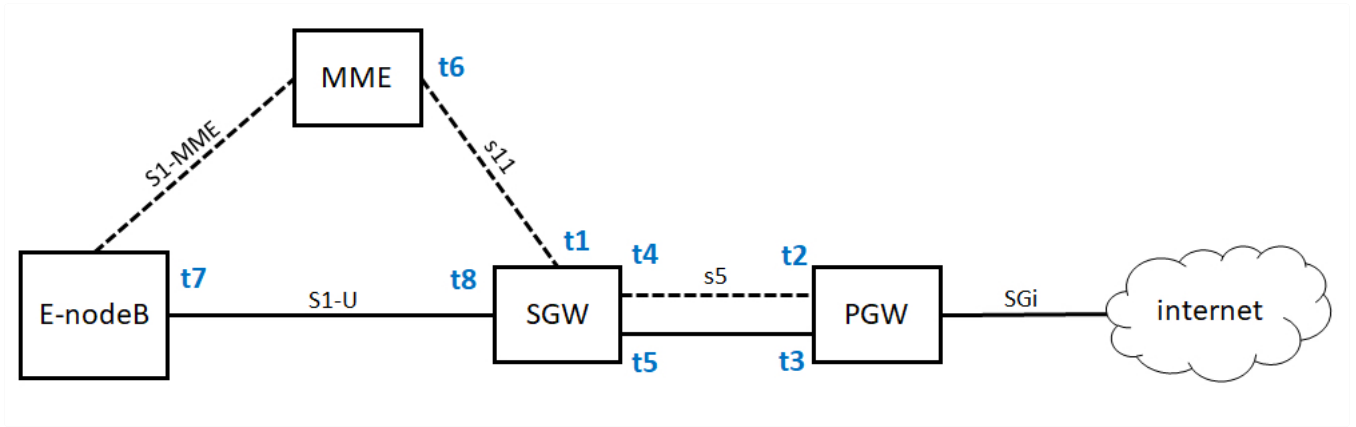 MME
t6
S1-MME
s11
t1
t4
t2
t7
t8
s5
E-nodeB
S1-U
SGW
PGW
SGi
internet
t5
t3